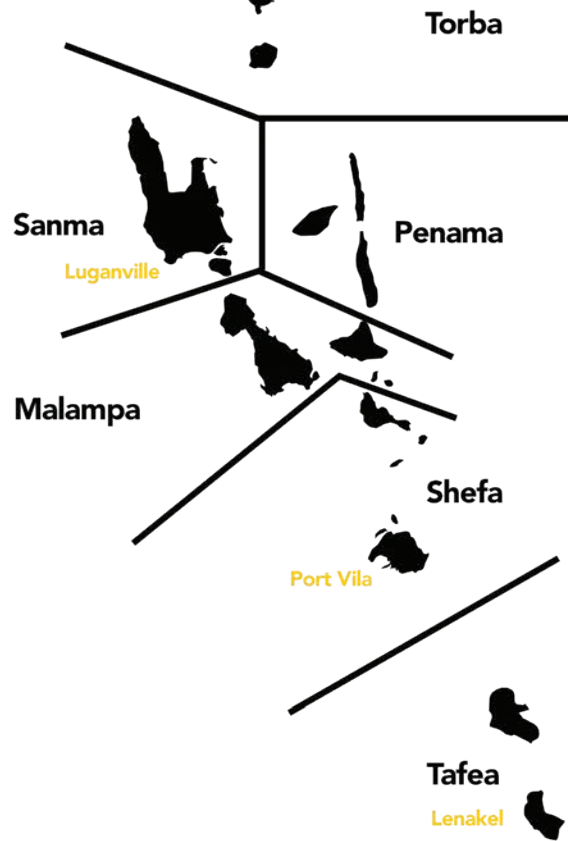 Torba
Sanma
Penama
Luganville
Malampa
Shefa
Port Vila
Tafea
Lenakel